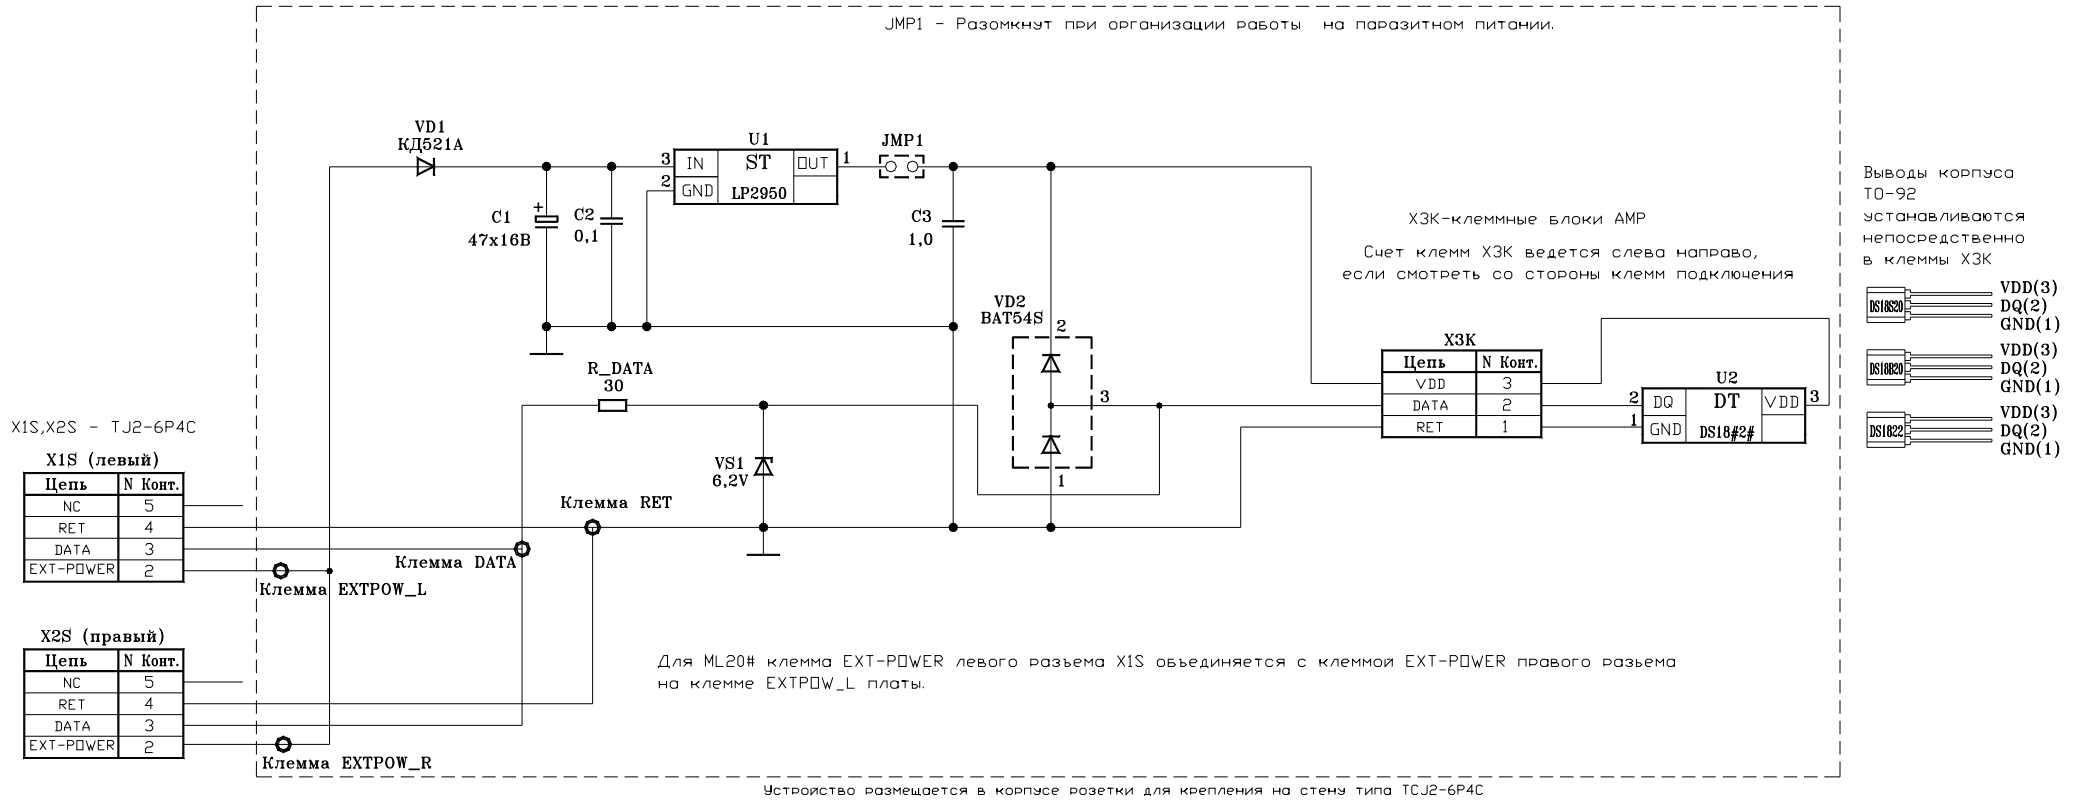 JMP1 - Разомкнут при организации работы на паразитном питании.
VD1
КД521А
U1
3 IN ST OUT 1
2 GND LP2950
JMP1
C1
47x16В
+
C2
0,1
C3
1,0
X3K-клеммные блоки AMP
Счет клемм X3K ведется слева направо,
если смотреть со стороны клемм подключения
Выводы корпуса
TO-92
устанавливаются
непосредственно
в клеммы X3K
DS18S20
VDD(3)
DQ(2)
GND(1)
DS18B20
VDD(3)
DQ(2)
GND(1)
DS1822
VDD(3)
DQ(2)
GND(1)
VD2
BAT54S
2
3
1
X3K
Цепь N Конт.
VDD 3
DATA 2
RET 1
U2
2 DQ DT VDD 3
1 GND DS18#2#
R_DATA
30
VS1
6,2V
X1S,X2S - TJ2-6P4C
X1S (левый)
Цепь N Конт.
NC 5
RET 4
DATA 3
EXT-POWER 2
Клемма RET
Клемма DATA
Клемма EXTPOW_L
X2S (правый)
Цепь N Конт.
NC 5
RET 4
DATA 3
EXT-POWER 2
Клемма EXTPOW_R
Для ML20# клемма EXT-POWER левого разъема X1S объединяется с клеммой EXT-POWER правого разъема
на клемме EXTPOW_L платы.
Устройство размещается в корпусе розетки для крепления на стену типа TCJ2-6P4C